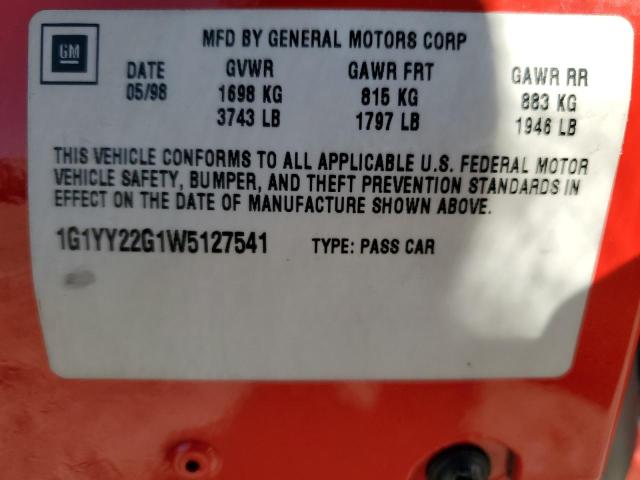 GM
MFD BY GENERAL MOTORS CORP
DATE GVWR GAWR FRT GAWR RR
05/98 1698 KG 815 KG 883 KG
3743 LB 1797 LB 1946 LB
THIS VEHICLE CONFORMS TO ALL APPLICABLE U.S. FEDERAL MOTOR
VEHICLE SAFETY, BUMPER, AND THEFT PREVENTION STANDARDS IN
EFFECT ON THE DATE OF MANUFACTURE SHOWN ABOVE.
1G1YY22G1W5127541 TYPE: PASS CAR